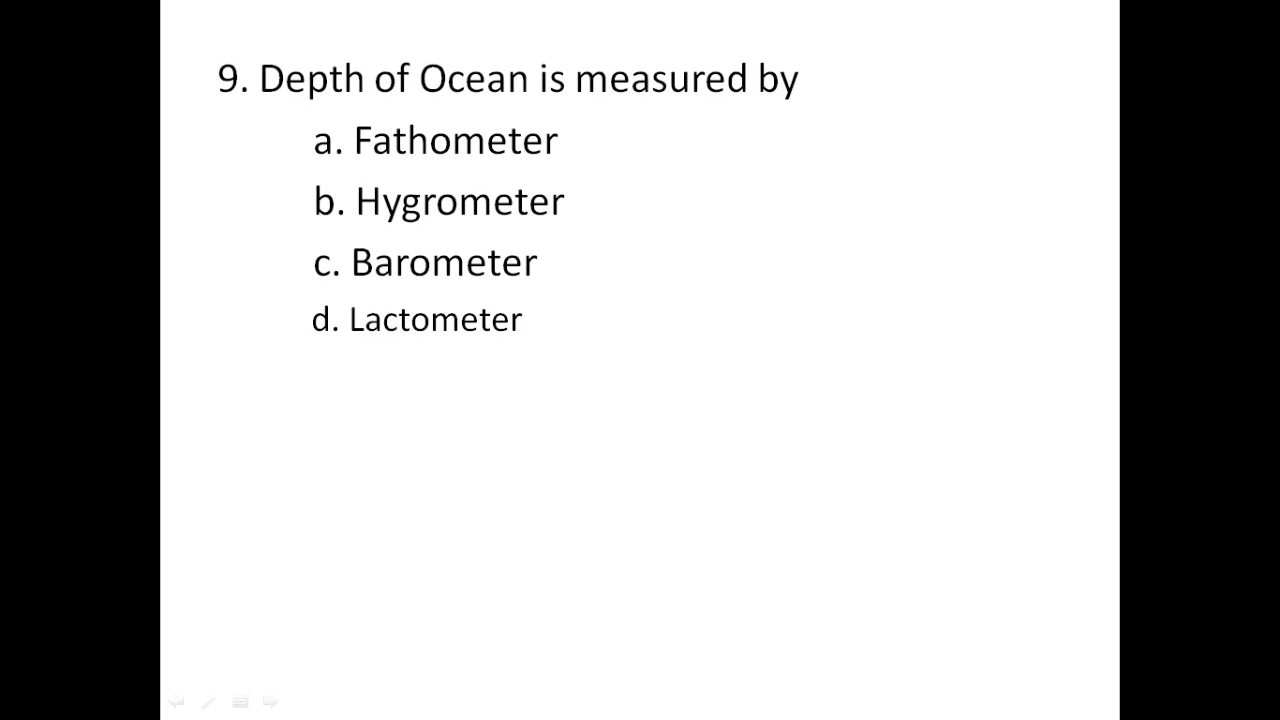 9. Depth of Ocean is measured by
a. Fathometer
b. Hygrometer
c. Barometer
d. Lactometer